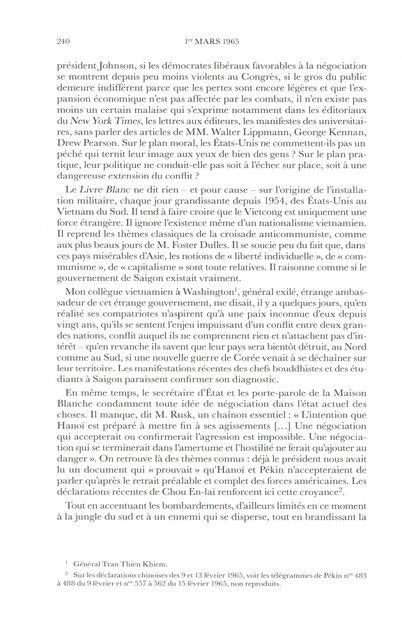 240
1er MARS 1965
président Johnson, si les démocrates libéraux favorables à la négociation
se montrent depuis peu moins violents au Congrès, si le gros du public
demeure indifférent parce que les pertes sont encore légères et que l'ex-
pansion économique n'est pas affectée par les combats, il n'en existe pas
moins un certain malaise qui s'exprime notamment dans les éditoriaux
du New York Times, les lettres aux éditeurs, les manifestes des universitai-
res, sans parler des articles de MM. Walter Lippmann, George Kennan,
Drew Pearson. Sur le plan moral, les États-Unis ne commettent-ils pas un
péché qui ternit leur image aux yeux de bien des gens ? Sur le plan pra-
tique, leur politique ne conduit-elle pas soit à l'échec sur place, soit à une
dangereuse extension du conflit ?
Le Livre Blanc ne dit rien – et pour cause – sur l'origine de l'installa-
tion militaire, chaque jour grandissante depuis 1954, des États-Unis au
Vietnam du Sud. Il tend à faire croire que le Vietcong est uniquement une
force étrangère. Il ignore l'existence même d'un nationalisme vietnamien.
Il reprend les thèmes classiques de la croisade anticommuniste, comme
aux plus beaux jours de M. Foster Dulles. Il se soucie peu du fait que, dans
ces pays misérables d'Asie, les notions de « liberté individuelle », de « com-
munisme », de « capitalisme » sont toute relatives. Il raisonne comme si le
gouvernement de Saigon existait vraiment.
Mon collègue vietnamien à Washington¹, général exilé, étrange ambas-
sadeur de cet étrange gouvernement, me disait, il y a quelques jours, qu'en
réalité ses compatriotes n'aspirent qu'à une paix inconnue d'eux depuis
vingt ans, qu'ils se sentent l'enjeu impuissant d'un conflit entre deux gran-
des nations, conflit auquel ils ne comprennent rien et n'attachent pas d'in-
térêt – qu'en revanche ils savent que leur pays sera bientôt détruit, au Nord
comme au Sud, si une nouvelle guerre de Corée venait à se déchaîner sur
leur territoire. Les manifestations récentes des chefs bouddhistes et des étu-
diants à Saigon paraissent confirmer son diagnostic.
En même temps, le secrétaire d'État et les porte-parole de la Maison
Blanche condamnent toute idée de négociation dans l'état actuel des
choses. Il manque, dit M. Rusk, un chaînon essentiel : « L'intention que
Hanoï est préparé à mettre fin à ses agissements [...] Une négociation
qui accepterait ou confirmerait l'agression est impossible. Une négocia-
tion qui se terminerait dans l'amertume et l'hostilité ne ferait qu'ajouter au
danger ». On retrouve là des thèmes connus : déjà le président nous avait
lu un document qui « prouvait » qu'Hanoï et Pékin n'accepteraient de
parler qu'après le retrait préalable et complet des forces américaines. Les
déclarations récentes de Chou En-laï renforcent ici cette croyance².
Tout en accentuant les bombardements, d'ailleurs limités en ce moment
à la jungle du sud et à un ennemi qui se disperse, tout en brandissant la
¹ Général Tran Thien Khiem.
² Sur les déclarations chinoises des 9 et 13 février 1965, voir les télégrammes de Pékin nos 483
à 488 du 9 février et nos 557 à 562 du 15 février 1965, non reproduits.